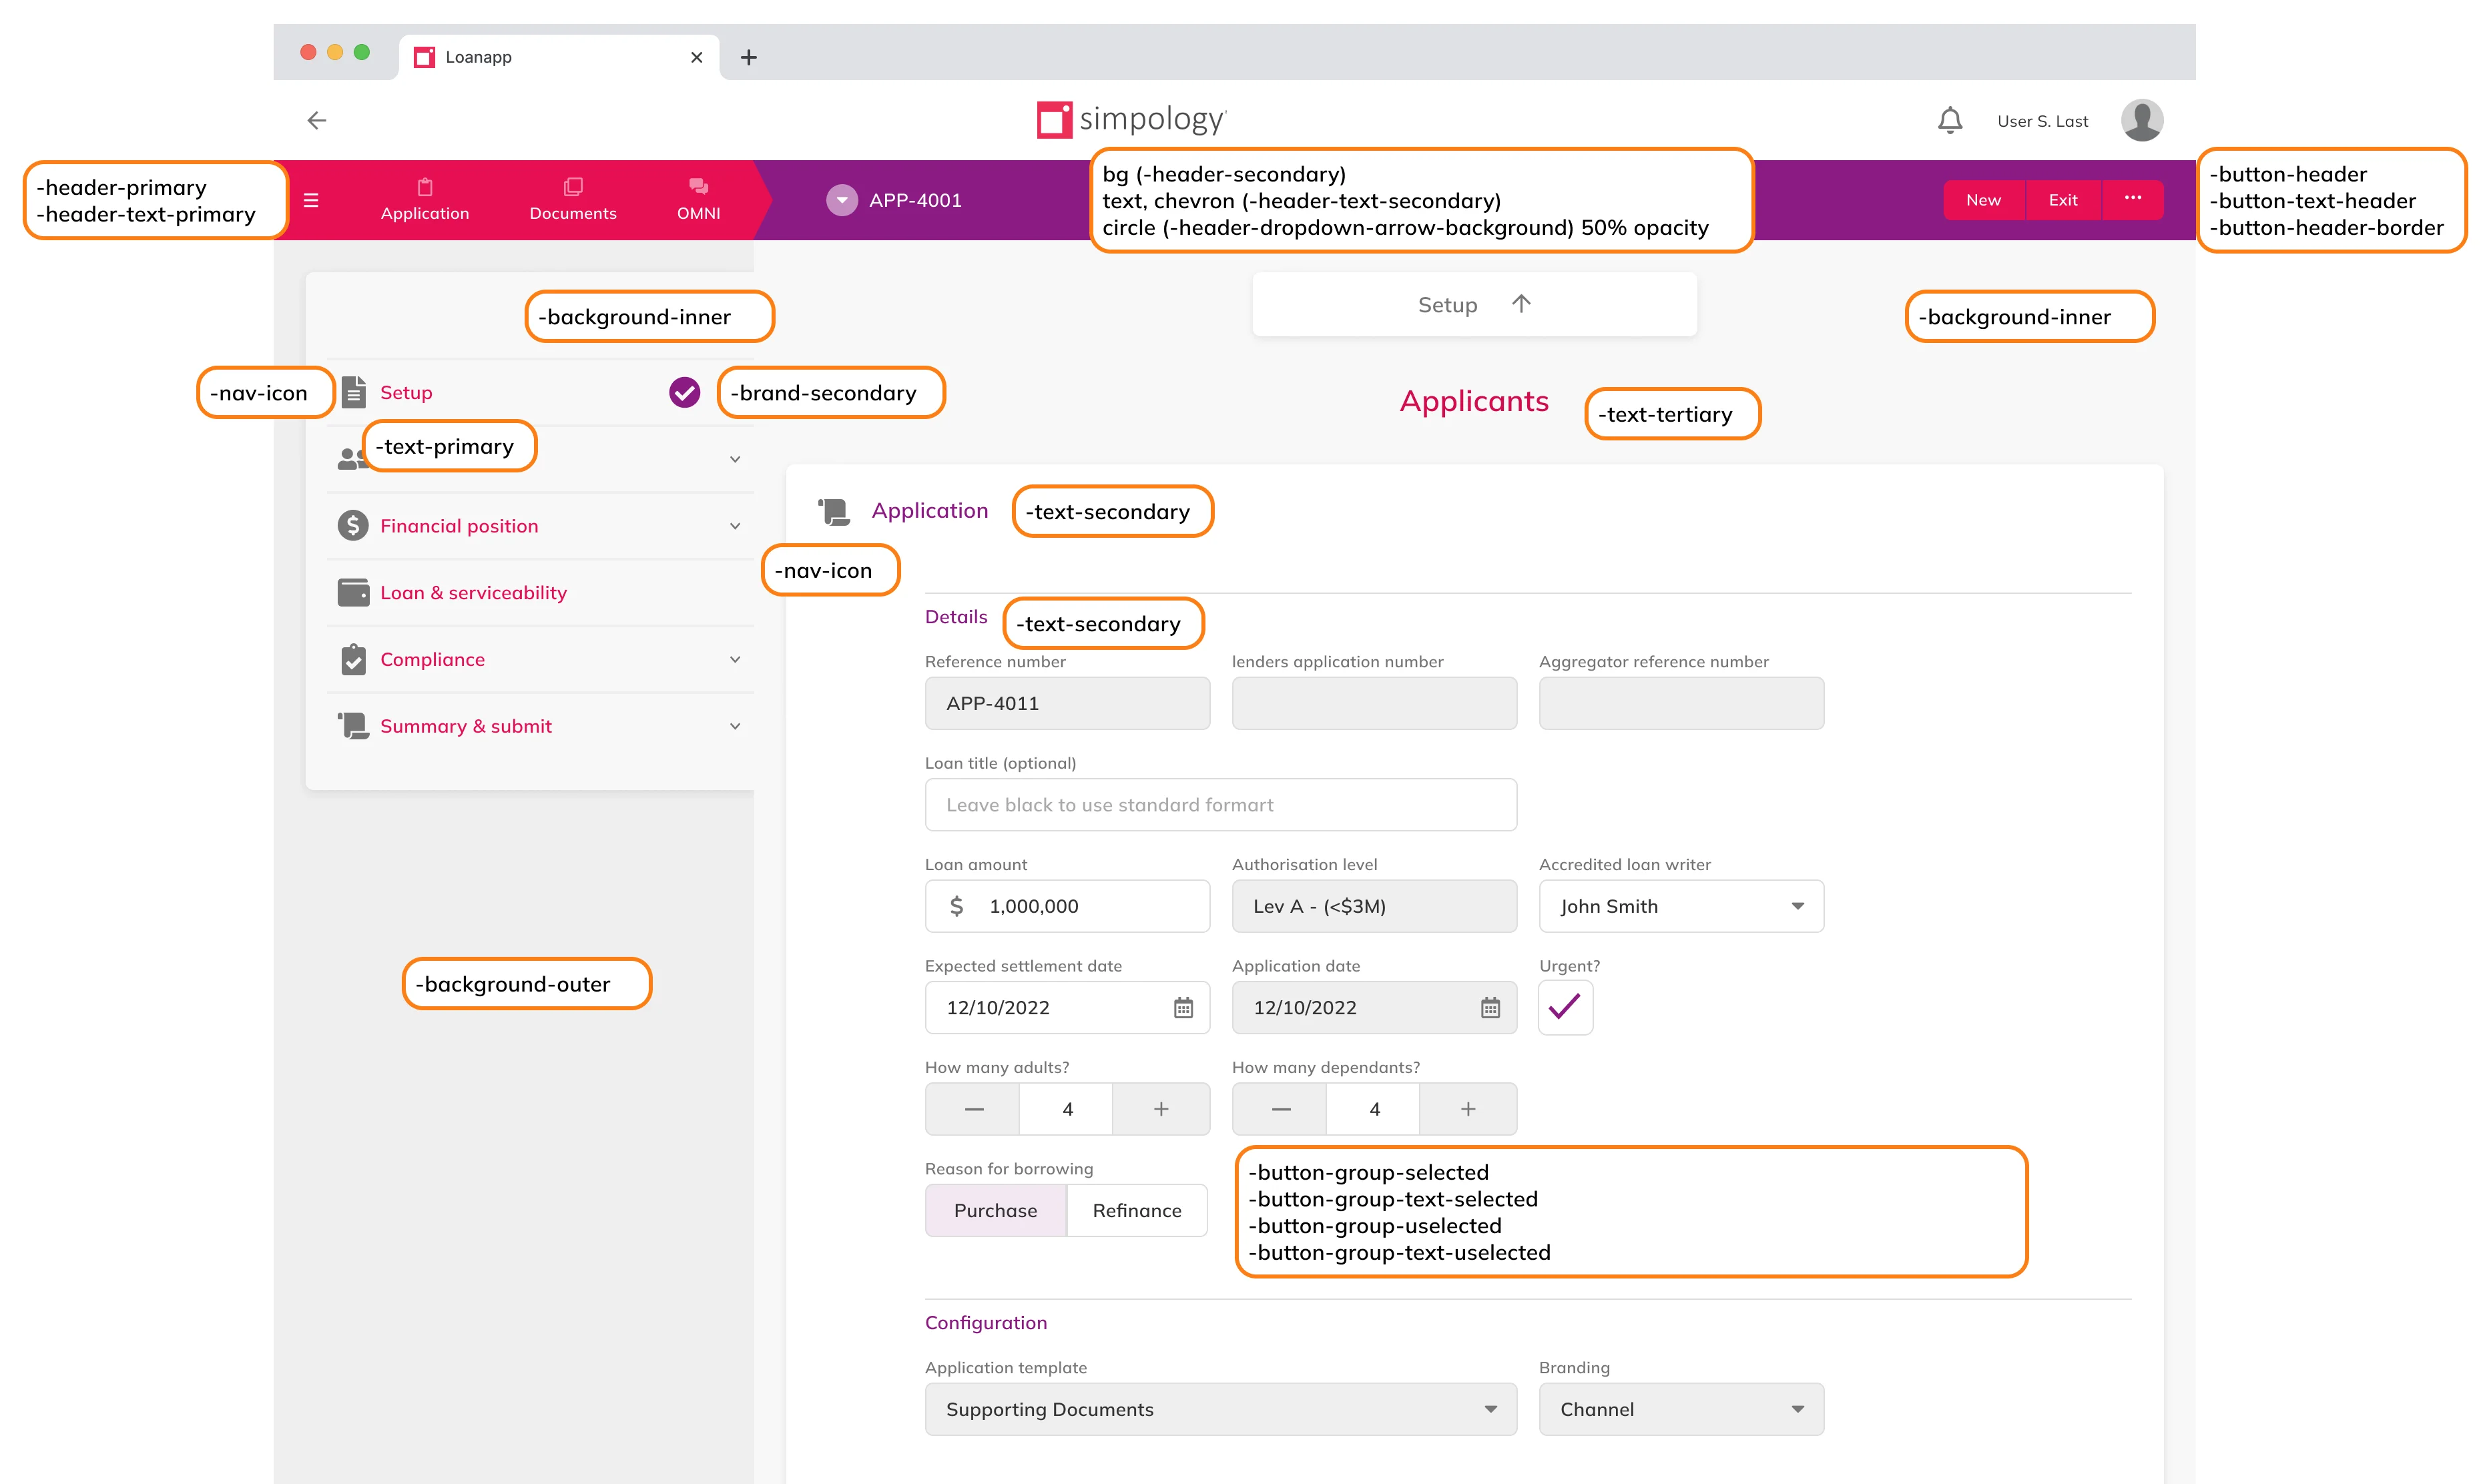 Loanapp
simpology
User S. Last
-header-primary
-header-text-primary
Application
Documents
OMNI
APP-4001
bg (-header-secondary)
text, chevron (-header-text-secondary)
circle (-header-dropdown-arrow-background) 50% opacity
New
Exit
-button-header
-button-text-header
-button-header-border
-background-inner
Setup
-background-inner
-nav-icon
Setup
-brand-secondary
Applicants
-text-tertiary
-text-primary
Application
-text-secondary
Financial position
-nav-icon
Loan & serviceability
Details
-text-secondary
Compliance
Reference number
lenders application number
Aggregator reference number
APP-4011
Summary & submit
Loan title (optional)
Leave black to use standard formart
Loan amount
Authorisation level
Accredited loan writer
$ 1,000,000
Lev A - (<$3M)
John Smith
-background-outer
Expected settlement date
Application date
Urgent?
12/10/2022
12/10/2022
How many adults?
How many dependants?
4
4
Reason for borrowing
Purchase
Refinance
-button-group-selected
-button-group-text-selected
-button-group-uselected
-button-group-text-uselected
Configuration
Application template
Branding
Supporting Documents
Channel